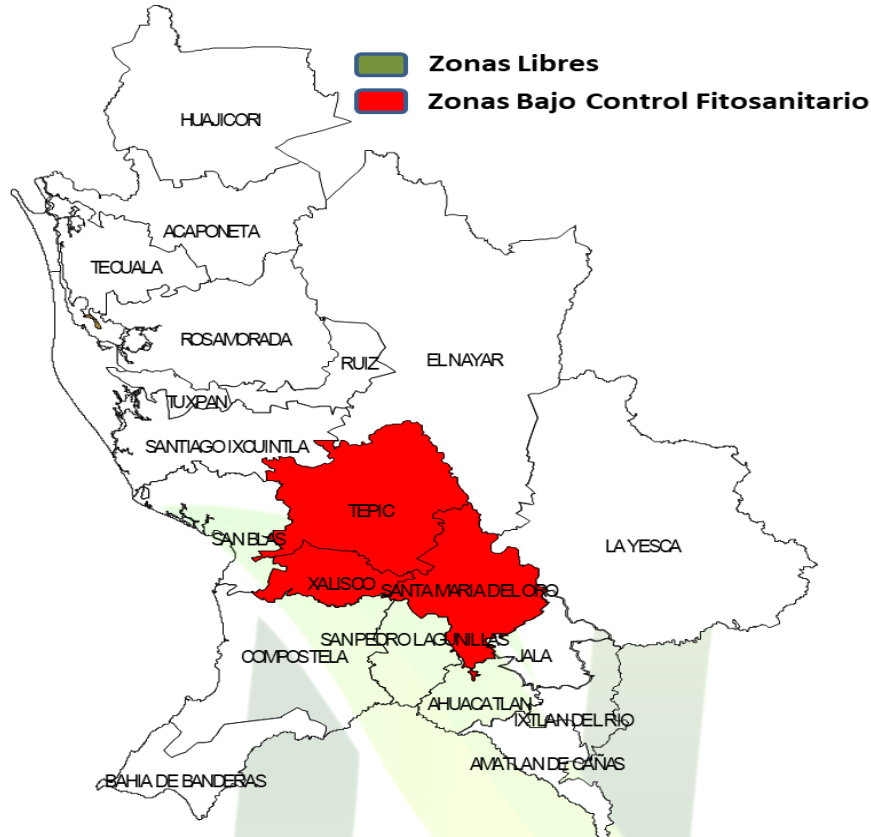 Zonas Libres
Zonas Bajo Control Fitosanitario
HUAJICORI
ACAPONETA
TECUALA
ROSAMORADA
RUIZ
EL NAYAR
TUXPAN
SANTIAGO IXCUINTLA
TEPIC
SAN BLAS
LA YESCA
XALISCO
SANTA MARIA DEL ORO
SAN PEDRO LAGUNILLAS
COMPOSTELA
JALA
AHUACATLAN
IXTLAN DEL RIO
AMATLAN DE CAÑAS
BAHIA DE BANDERAS